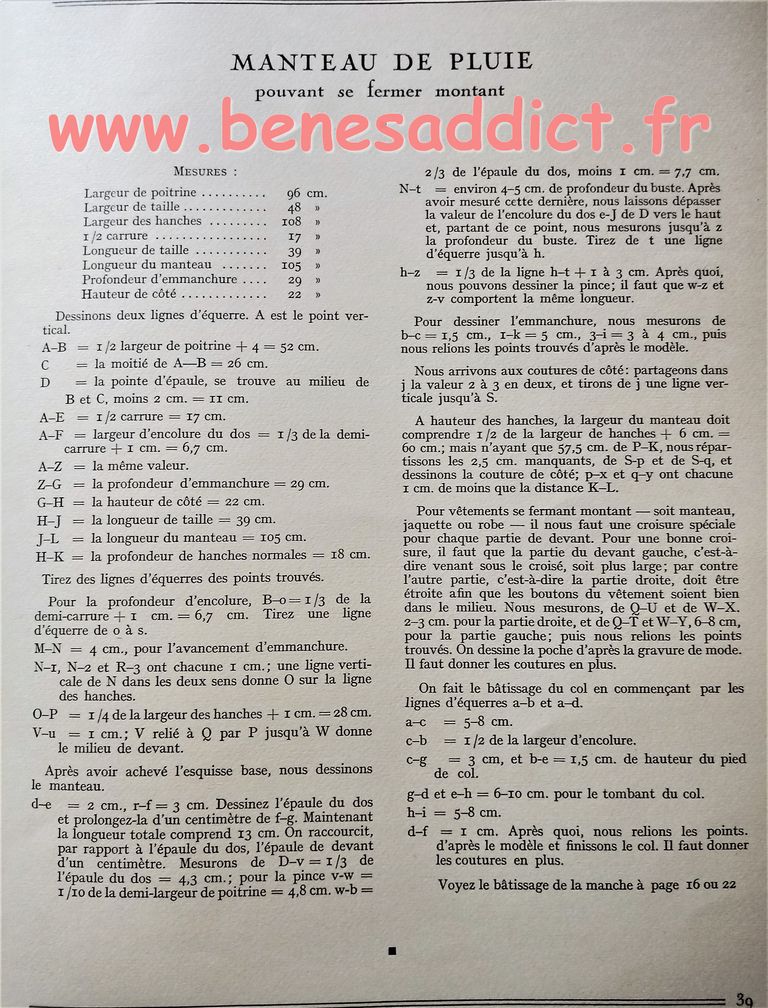 MANTEAU DE PLUIE
pouvant se fermer montant
www.benesaddict.fr
MESURES :
Largeur de poitrine .......... 96 cm.
Largeur de taille ............. 48 »
Largeur des hanches ......... 108 »
1/2 carrure ................. 17 »
Longueur de taille ........... 39 »
Longueur du manteau ....... 105 »
Profondeur d'emmanchure .... 29 »
Hauteur de côté ............. 22 »
Dessinons deux lignes d'équerre. A est le point ver-
tical.
A–B = 1/2 largeur de poitrine + 4 = 52 cm.
C = la moitié de A—B = 26 cm.
D = la pointe d'épaule, se trouve au milieu de
B et C, moins 2 cm. = 11 cm.
A–E = 1/2 carrure = 17 cm.
A–F = largeur d'encolure du dos = 1/3 de la demi-
carrure + 1 cm. = 6,7 cm.
A–Z = la même valeur.
Z–G = la profondeur d'emmanchure = 29 cm.
G–H = la hauteur de côté = 22 cm.
H–J = la longueur de taille = 39 cm.
J–L = la longueur du manteau = 105 cm.
H–K = la profondeur de hanches normales = 18 cm.
Tirez des lignes d'équerres des points trouvés.
Pour la profondeur d'encolure, B–o = 1/3 de la
demi-carrure + 1 cm. = 6,7 cm. Tirez une ligne
d'équerre de o à s.
M–N = 4 cm., pour l'avancement d'emmanchure.
N–1, N–2 et R–3 ont chacune 1 cm.; une ligne verti-
cale de N dans les deux sens donne O sur la ligne
des hanches.
O–P = 1/4 de la largeur des hanches + 1 cm. = 28 cm.
V–u = 1 cm.; V relié à Q par P jusqu'à W donne
le milieu de devant.
Après avoir achevé l'esquisse base, nous dessinons
le manteau.
d–e = 2 cm., r–f = 3 cm. Dessinez l'épaule du dos
et prolongez-la d'un centimètre de f–g. Maintenant
la longueur totale comprend 13 cm. On raccourcit,
par rapport à l'épaule du dos, l'épaule de devant
d'un centimètre. Mesurons de D–v = 1/3 de
l'épaule du dos = 4,3 cm.; pour la pince v-w =
1/10 de la demi-largeur de poitrine = 4,8 cm. w-b =
2/3 de l'épaule du dos, moins 1 cm. = 7,7 cm.
N–t = environ 4–5 cm. de profondeur du buste. Après
avoir mesuré cette dernière, nous laissons dépasser
la valeur de l'encolure du dos e-J de D vers le haut
et, partant de ce point, nous mesurons jusqu'à z
la profondeur du buste. Tirez de t une ligne
d'équerre jusqu'à h.
h–z = 1/3 de la ligne h–t + 1 à 3 cm. Après quoi,
nous pouvons dessiner la pince; il faut que w-z et
z-v comportent la même longueur.
Pour dessiner l'emmanchure, nous mesurons de
b–c = 1,5 cm., 1–k = 5 cm., 3–i = 3 à 4 cm., puis
nous relions les points trouvés d'après le modèle.
Nous arrivons aux coutures de côté: partageons dans
j la valeur 2 à 3 en deux, et tirons de j une ligne ver-
ticale jusqu'à S.
A hauteur des hanches, la largeur du manteau doit
comprendre 1/2 de la largeur de hanches + 6 cm. =
60 cm.; mais n'ayant que 57,5 cm. de P–K, nous répar-
tissons les 2,5 cm. manquants, de S-p et de S-q, et
dessinons la couture de côté; p–x et q–y ont chacune
1 cm. de moins que la distance K–L.
Pour vêtements se fermant montant — soit manteau,
jaquette ou robe — il nous faut une croisure spéciale
pour chaque partie de devant. Pour une bonne croi-
sure, il faut que la partie du devant gauche, c'est-à-
dire venant sous le croisé, soit plus large; par contre
l'autre partie, c'est-à-dire la partie droite, doit être
étroite afin que les boutons du vêtement soient bien
dans le milieu. Nous mesurons, de Q–U et de W–X.
2–3 cm. pour la partie droite, et de Q–T et W–Y, 6–8 cm,
pour la partie gauche; puis nous relions les points
trouvés. On dessine la poche d'après la gravure de mode.
Il faut donner les coutures en plus.
On fait le bâtissage du col en commençant par les
lignes d'équerres a–b et a–d.
a–c = 5–8 cm.
c–b = 1/2 de la largeur d'encolure.
c–g = 3 cm, et b-e = 1,5 cm. de hauteur du pied
de col.
g–d et e–h = 6–10 cm. pour le tombant du col.
h–i = 5–8 cm.
d–f = 1 cm. Après quoi, nous relions les points.
d'après le modèle et finissons le col. Il faut donner
les coutures en plus.
Voyez le bâtissage de la manche à page 16 ou 22
39